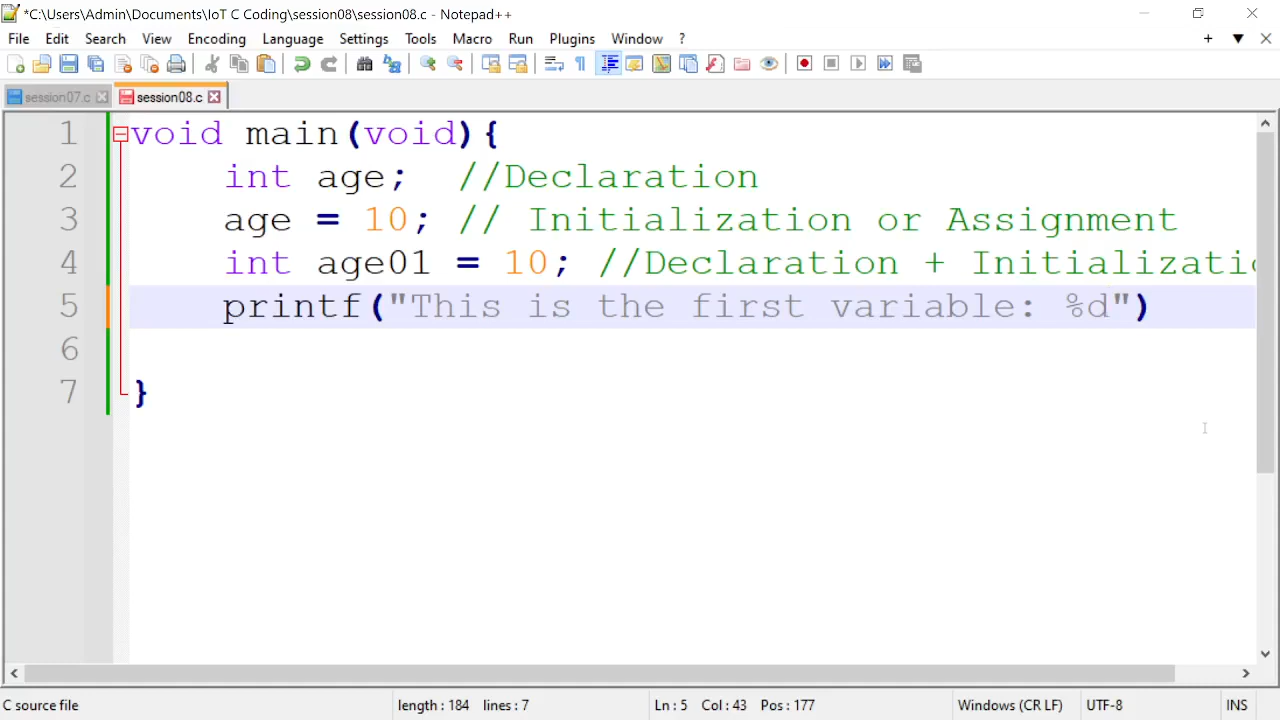 *C:\Users\Admin\Documents\IoT C Coding\session08\session08.c - Notepad++
File Edit Search View Encoding Language Settings Tools Macro Run Plugins Window ?
session07.c session08.c
1 void main(void){
2 int age; //Declaration
3 age = 10; // Initialization or Assignment
4 int age01 = 10; //Declaration + Initializatio
5 printf("This is the first variable: %d")
6
7 }
C source file length : 184 lines : 7 Ln : 5 Col : 43 Pos : 177 Windows (CR LF) UTF-8 INS